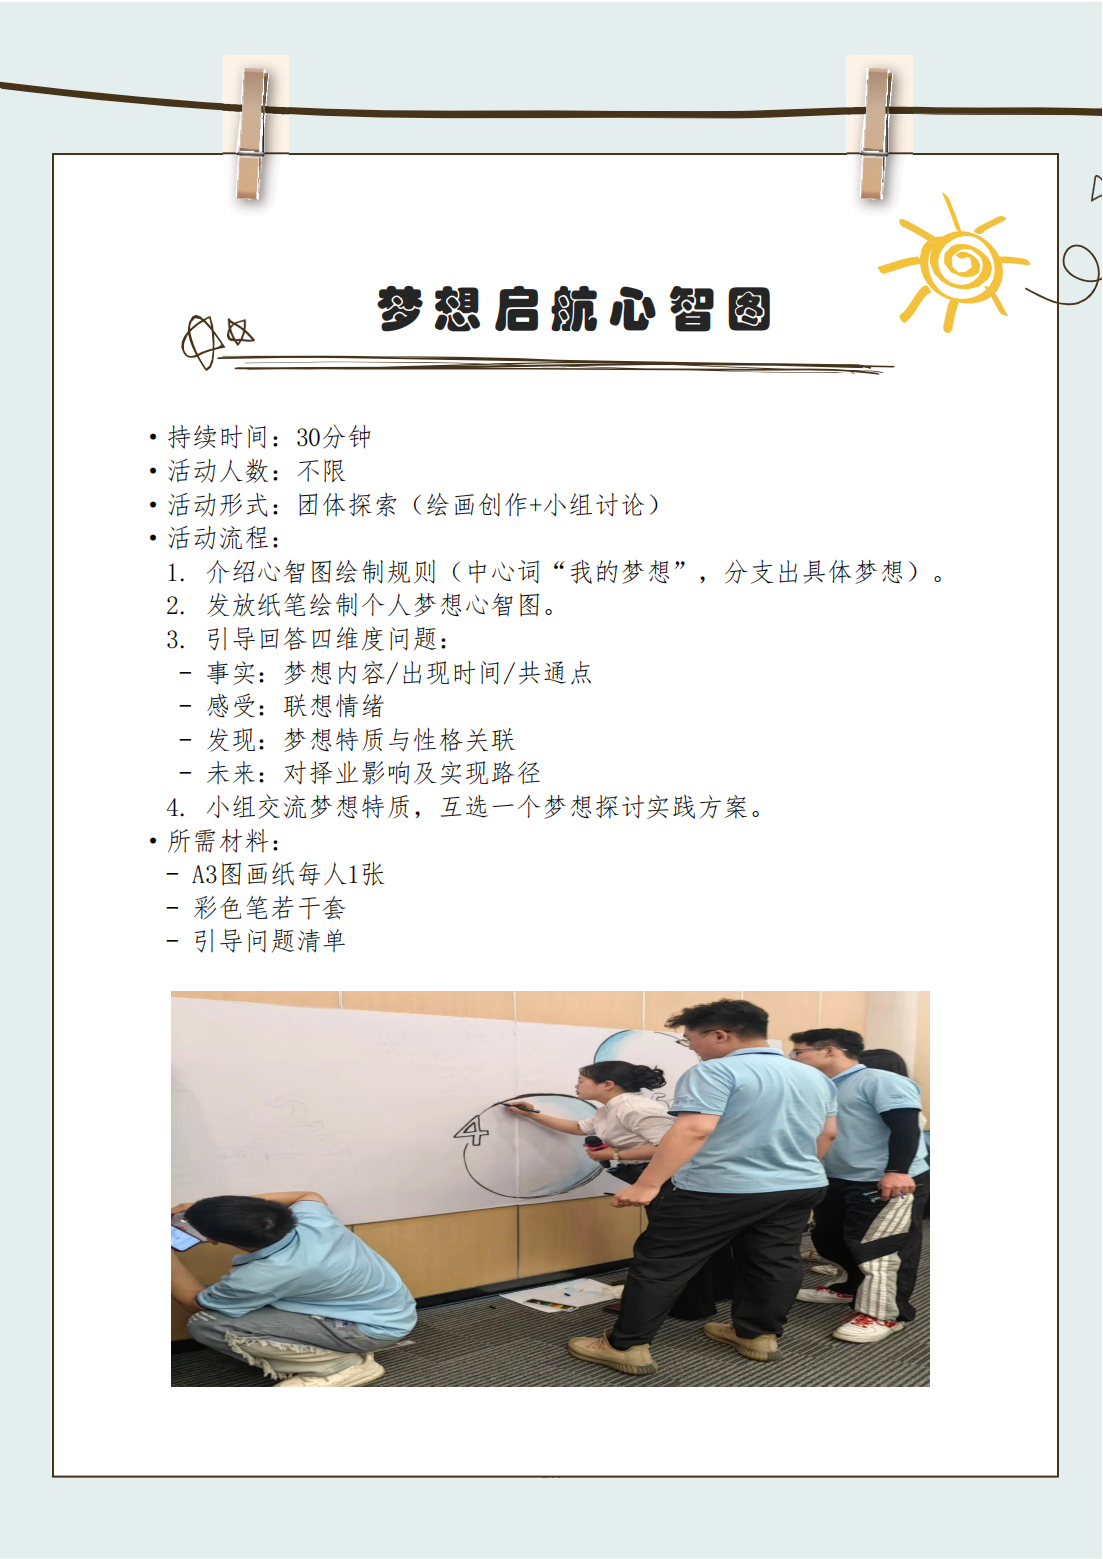 梦想启航心智图
• 持续时间：30分钟
• 活动人数：不限
• 活动形式：团体探索（绘画创作+小组讨论）
• 活动流程：
1. 介绍心智图绘制规则（中心词“我的梦想”，分支出具体梦想）。
2. 发放纸笔绘制个人梦想心智图。
3. 引导回答四维度问题：
- 事实：梦想内容/出现时间/共通点
- 感受：联想情绪
- 发现：梦想特质与性格关联
- 未来：对择业影响及实现路径
4. 小组交流梦想特质，互选一个梦想探讨实践方案。
• 所需材料：
- A3图画纸每人1张
- 彩色笔若干套
- 引导问题清单
4